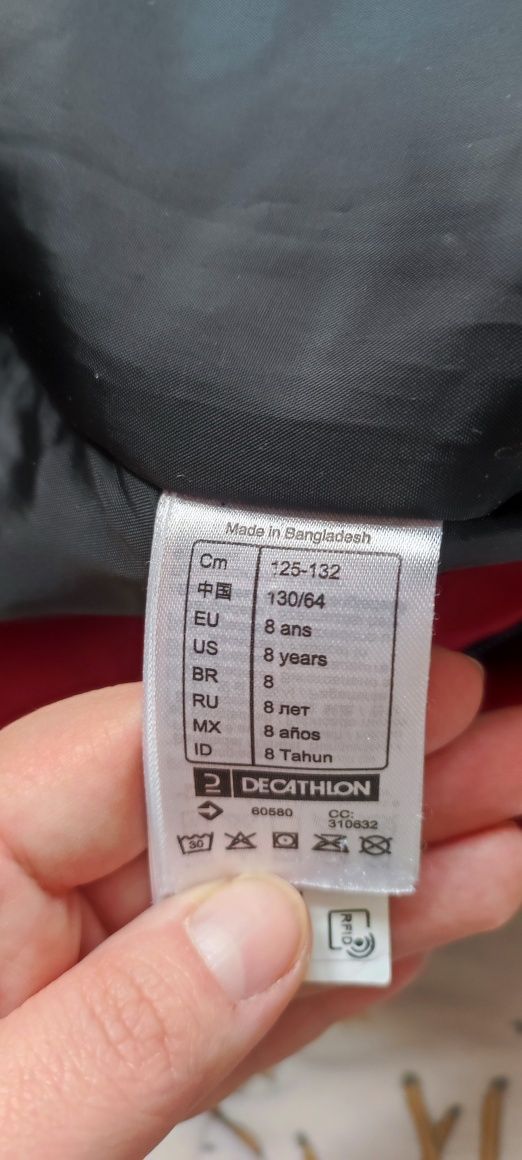 Made in Bangladesh
Cm 125-132
中国 130/64
EU 8 ans
US 8 years
BR 8
RU 8 лет
MX 8 años
ID 8 Tahun
DECATHLON
60580 CC:
310632
30
RFID